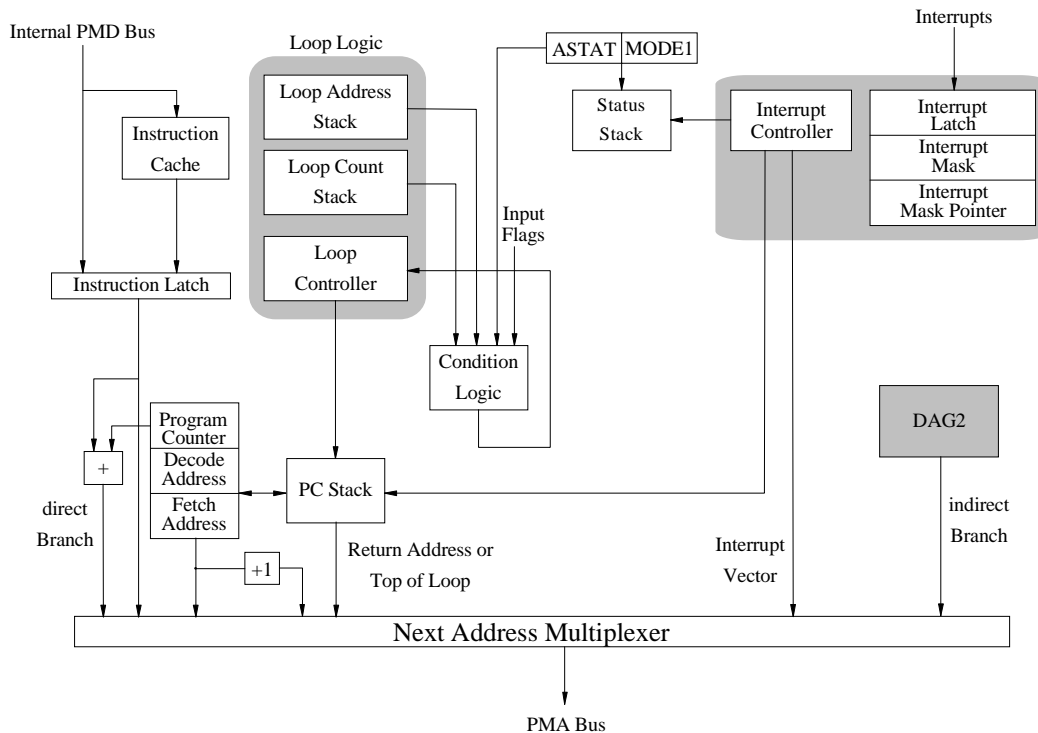 Internal PMD Bus
Loop Logic
ASTAT
MODE1
Interrupts
Loop Address
Stack
Status
Stack
Interrupt
Controller
Interrupt
Latch
Interrupt
Mask
Interrupt
Mask Pointer
Instruction
Cache
Loop Count
Stack
Input
Flags
Loop
Controller
Instruction Latch
Condition
Logic
Program
Counter
Decode
Address
Fetch
Address
+
direct
Branch
PC Stack
DAG2
indirect
Branch
+1
Return Address or
Top of Loop
Interrupt
Vector
Next Address Multiplexer
PMA Bus